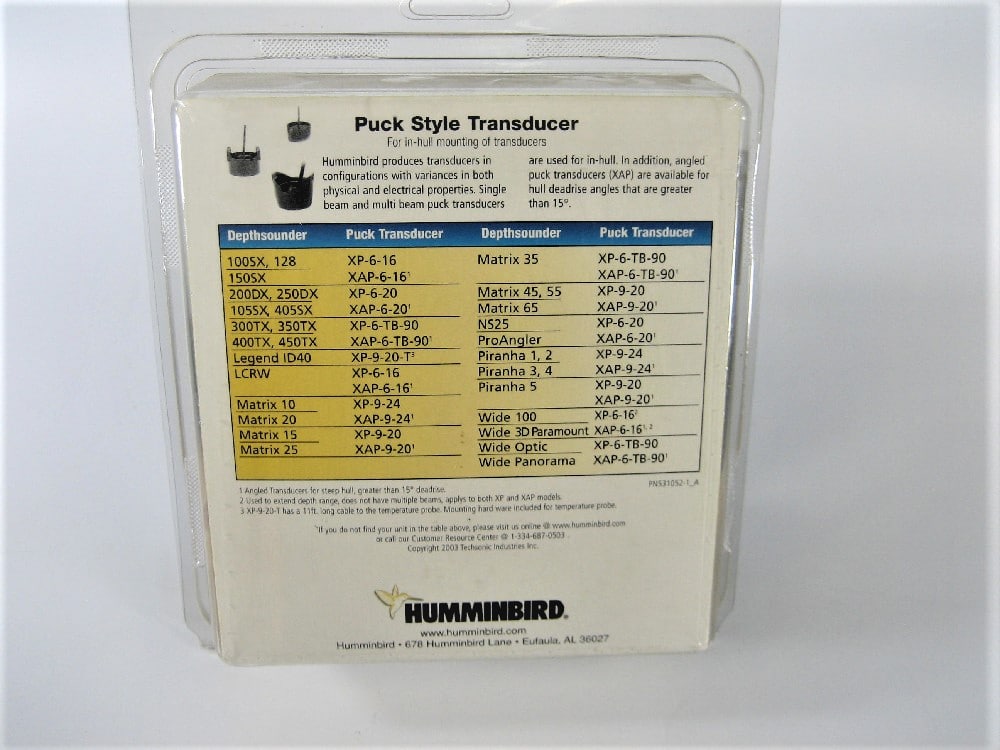 Puck Style Transducer
For in-hull mounting of transducers
Humminbird produces transducers in
configurations with variances in both
physical and electrical properties. Single
beam and multi beam puck transducers
are used for in-hull. In addition, angled
puck transducers (XAP) are available for
hull deadrise angles that are greater
than 15°.
Depthsounder Puck Transducer Depthsounder Puck Transducer
100SX, 128 XP-6-16 Matrix 35 XP-6-TB-90
150SX XAP-6-16¹ XAP-6-TB-90¹
200DX, 250DX XP-6-20 Matrix 45, 55 XP-9-20
105SX, 405SX XAP-6-20¹ Matrix 65 XAP-9-20¹
300TX, 350TX XP-6-TB-90 NS25 XP-6-20
400TX, 450TX XAP-6-TB-90¹ ProAngler XAP-6-20¹
Legend ID40 XP-9-20-T³ Piranha 1, 2 XP-9-24
LCRW XP-6-16 Piranha 3, 4 XAP-9-24¹
XAP-6-16¹ Piranha 5 XP-9-20
Matrix 10 XP-9-24 XAP-9-20¹
Matrix 20 XAP-9-24¹ Wide 100 XP-6-16²
Matrix 15 XP-9-20 Wide 3D Paramount XAP-6-16¹,²
Matrix 25 XAP-9-20¹ Wide Optic XP-6-TB-90
Wide Panorama XAP-6-TB-90¹
PN531052-1_A
1 Angled Transducers for steep hull, greater than 15° deadrise.
2 Used to extend depth range, does not have multiple beams, applys to both XP and XAP models.
3 XP-9-20-T has a 11ft. long cable to the temperature probe. Mounting hard ware included for temperature probe.
*If you do not find your unit in the table above, please visit us online @ www.humminbird.com
or call our Customer Resource Center @ 1-334-687-0503
Copyright 2003 Techsonic Industries Inc.
HUMMINBIRD®
www.humminbird.com
Humminbird • 678 Humminbird Lane • Eufaula, AL 36027